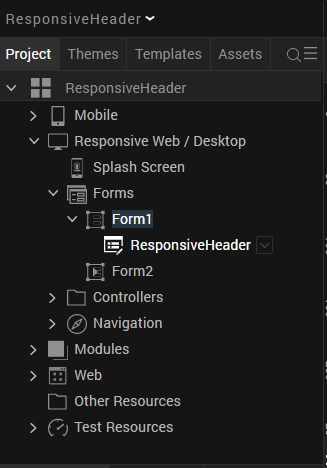 ResponsiveHeader
Project Themes Templates Assets
ResponsiveHeader
Mobile
Responsive Web / Desktop
Splash Screen
Forms
Form1
ResponsiveHeader
Form2
Controllers
Navigation
Modules
Web
Other Resources
Test Resources